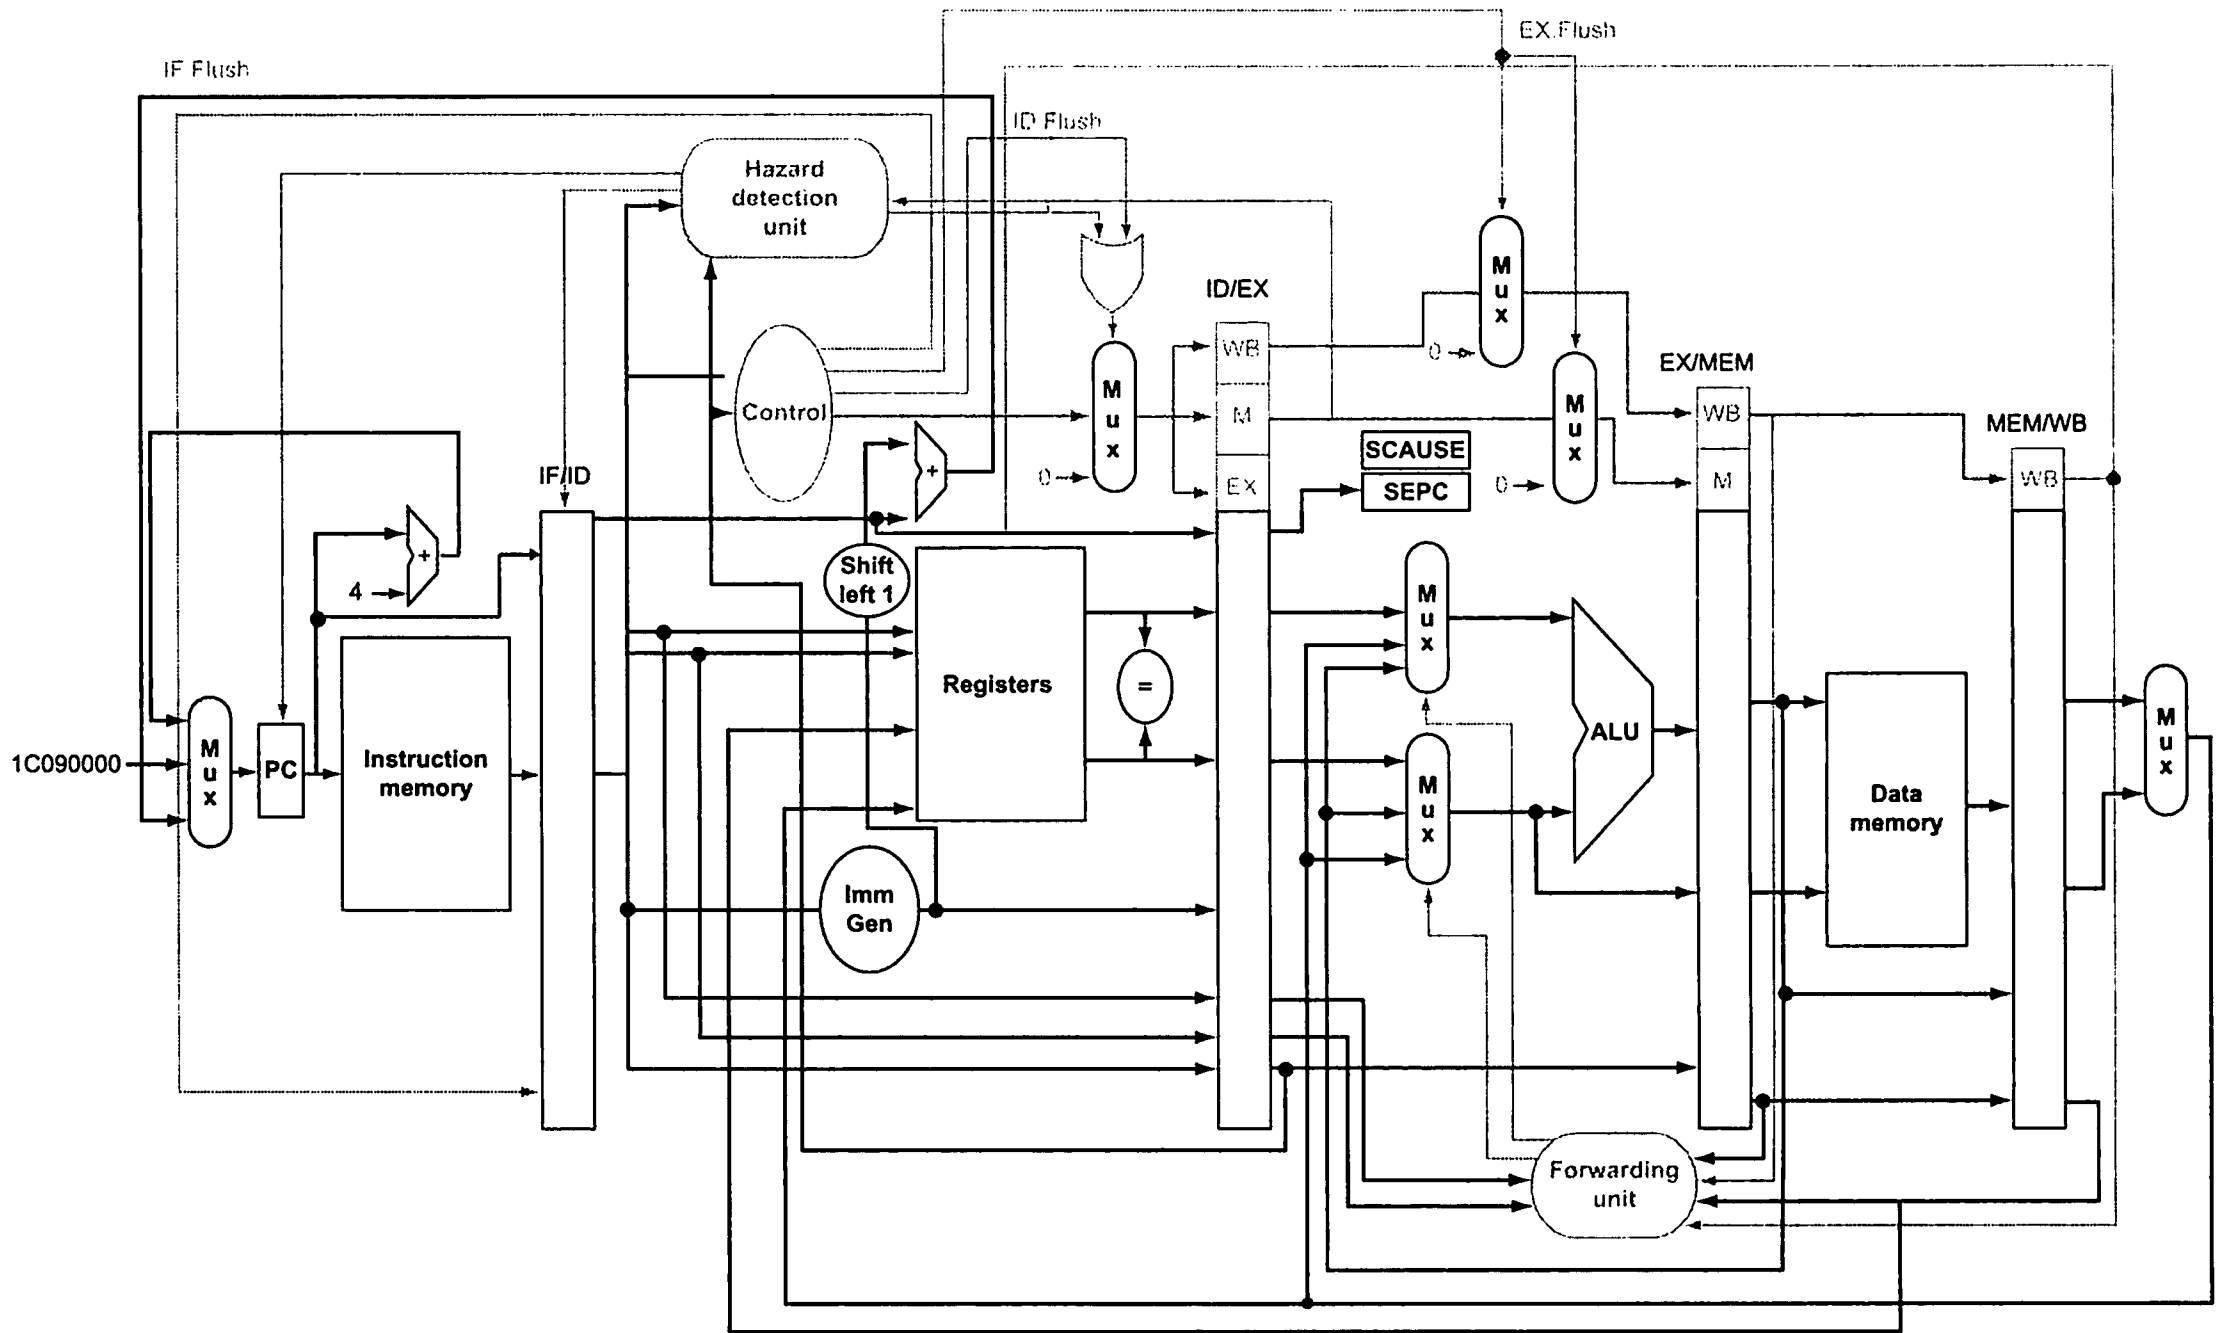 EX.Flush
IF Flush
ID Flush
Hazard
detection
unit
M
u
x
ID/EX
WB
0
EX/MEM
M
u
x
Control
M
u
x
M
WB
MEM/WB
SCAUSE
0
EX
SEPC
0
M
WB
IF/ID
+
+
4
Shift
left 1
M
u
x
Registers
=
M
u
x
1C090000
PC
Instruction
memory
ALU
M
u
x
M
u
x
Data
memory
Imm
Gen
Forwarding
unit